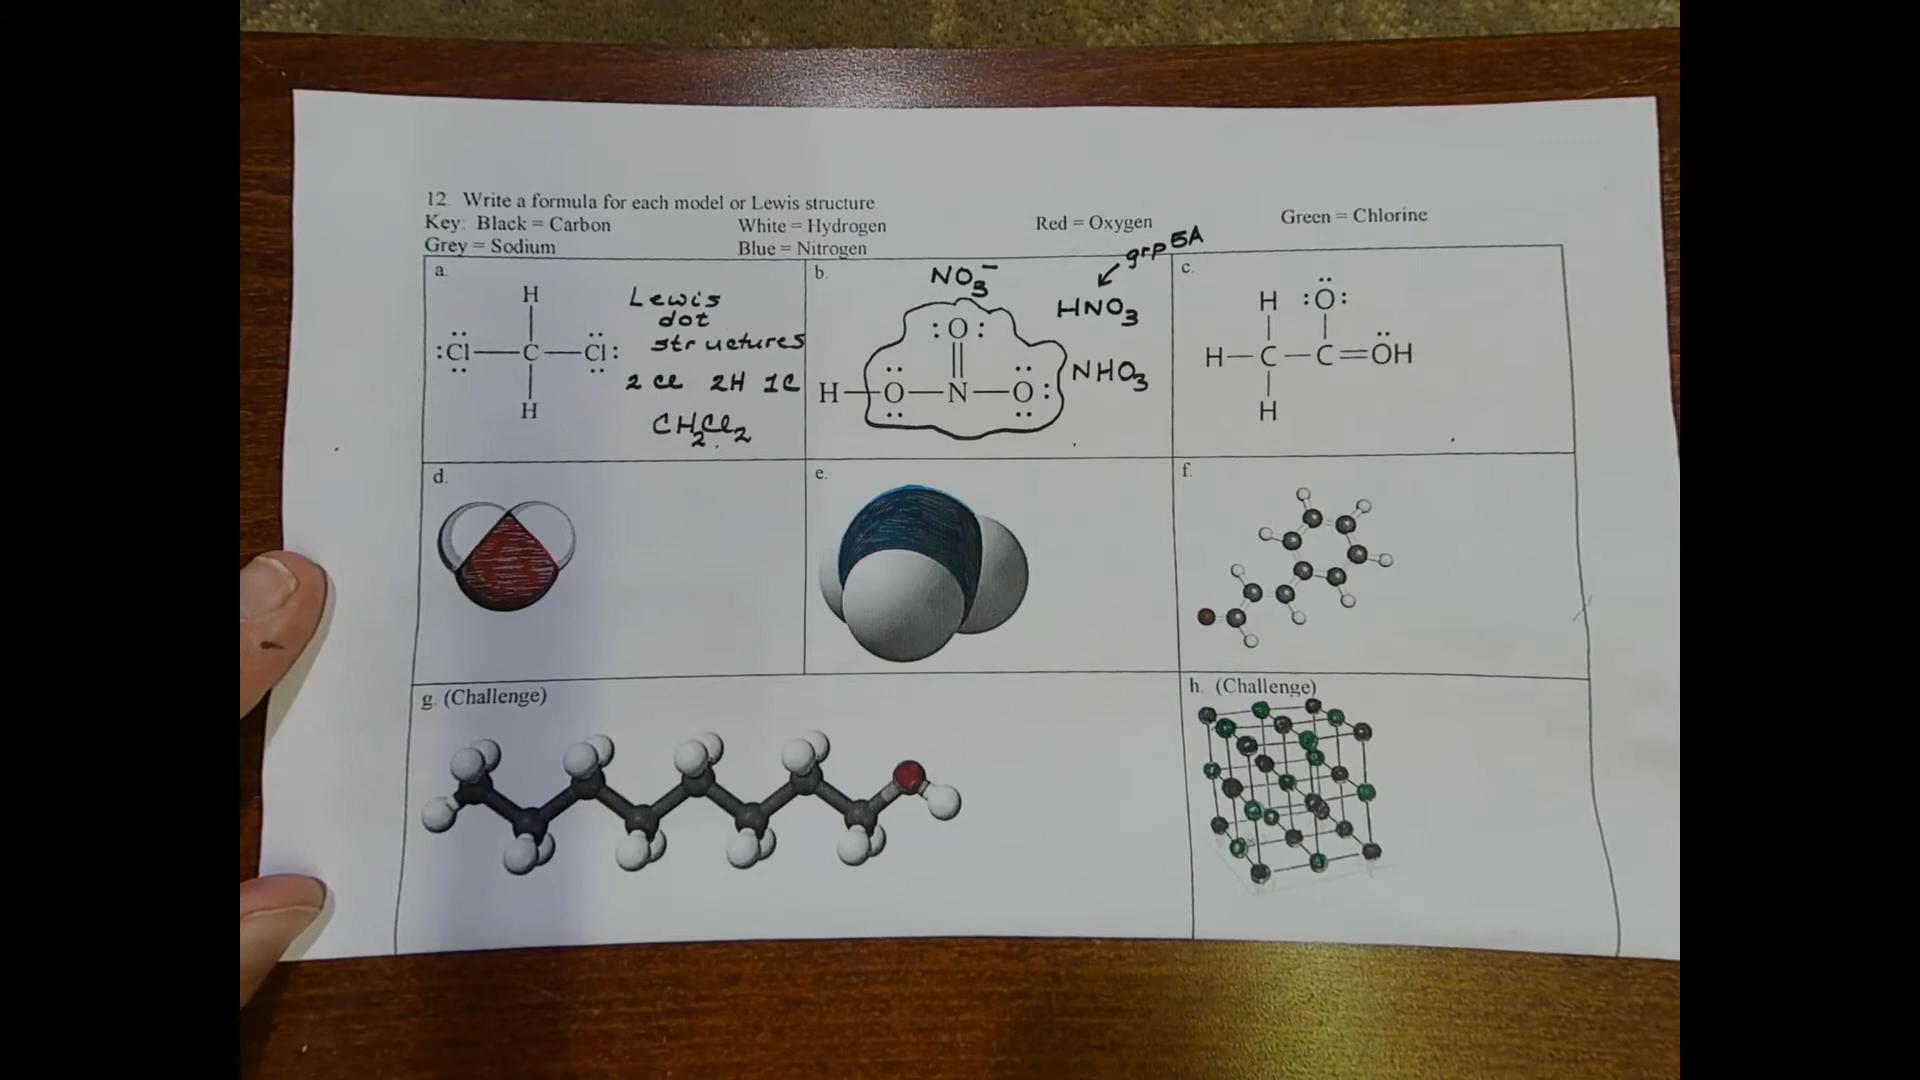 12. Write a formula for each model or Lewis structure.
Key: Black = Carbon White = Hydrogen Red = Oxygen Green = Chlorine
Grey = Sodium Blue = Nitrogen
grp 5A
a.
H
:Cl—C—Cl:
H
Lewis
dot
structures
2 Cl 2H 1C
CH2Cl2
b.
NO3−
HNO3
:O:
NHO3
H—O—N—O:
c.
H :O:
H—C—C=OH
H
d.
e.
f.
g. (Challenge)
h. (Challenge)